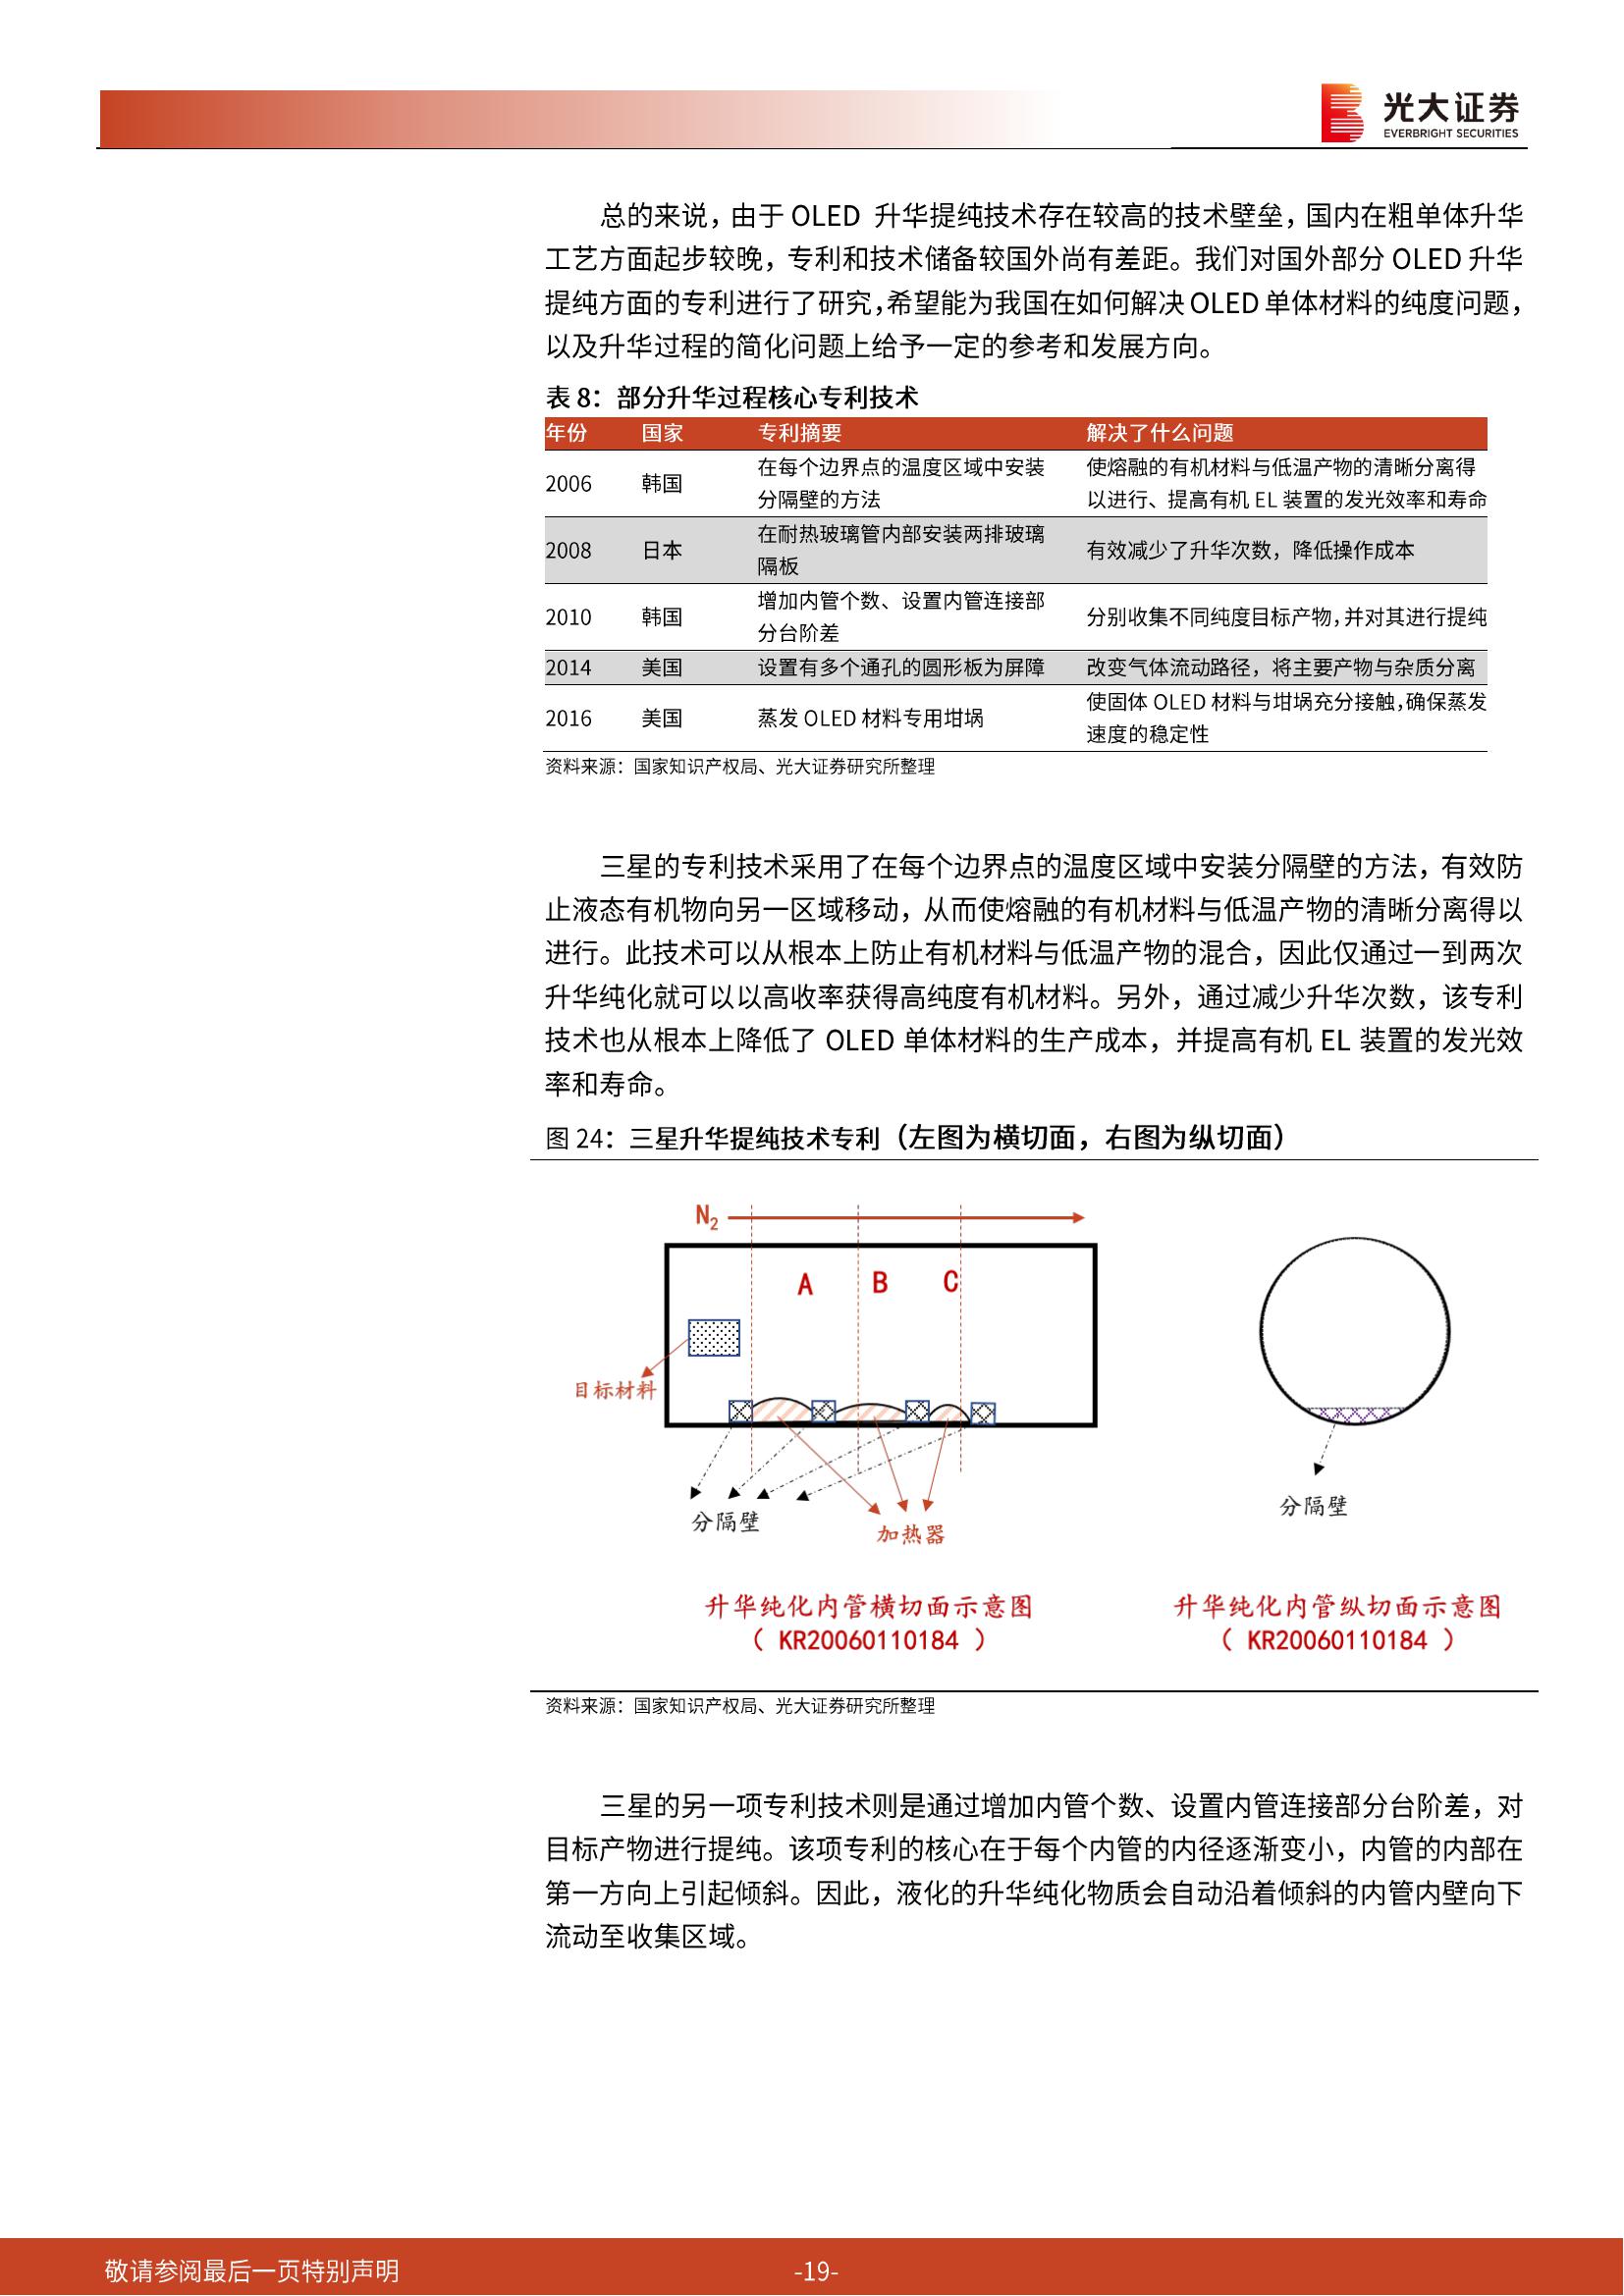 光大证券
EVERBRIGHT SECURITIES
总的来说，由于 OLED 升华提纯技术存在较高的技术壁垒，国内在粗单体升华
工艺方面起步较晚，专利和技术储备较国外尚有差距。我们对国外部分 OLED 升华
提纯方面的专利进行了研究，希望能为我国在如何解决 OLED 单体材料的纯度问题，
以及升华过程的简化问题上给予一定的参考和发展方向。
表 8：部分升华过程核心专利技术
年份 国家 专利摘要 解决了什么问题
2006 韩国 在每个边界点的温度区域中安装 使熔融的有机材料与低温产物的清晰分离得
分隔壁的方法 以进行、提高有机 EL 装置的发光效率和寿命
2008 日本 在耐热玻璃管内部安装两排玻璃 有效减少了升华次数，降低操作成本
隔板
2010 韩国 增加内管个数、设置内管连接部 分别收集不同纯度目标产物，并对其进行提纯
分台阶差
2014 美国 设置有多个通孔的圆形板为屏障 改变气体流动路径，将主要产物与杂质分离
2016 美国 蒸发 OLED 材料专用坩埚 使固体 OLED 材料与坩埚充分接触，确保蒸发
速度的稳定性
资料来源：国家知识产权局、光大证券研究所整理
三星的专利技术采用了在每个边界点的温度区域中安装分隔壁的方法，有效防
止液态有机物向另一区域移动，从而使熔融的有机材料与低温产物的清晰分离得以
进行。此技术可以从根本上防止有机材料与低温产物的混合，因此仅通过一到两次
升华纯化就可以以高收率获得高纯度有机材料。另外，通过减少升华次数，该专利
技术也从根本上降低了 OLED 单体材料的生产成本，并提高有机 EL 装置的发光效
率和寿命。
图 24：三星升华提纯技术专利（左图为横切面，右图为纵切面）
N2
A B C
目标材料
分隔壁
加热器
分隔壁
升华纯化内管横切面示意图
（ KR20060110184 ）
升华纯化内管纵切面示意图
（ KR20060110184 ）
资料来源：国家知识产权局、光大证券研究所整理
三星的另一项专利技术则是通过增加内管个数、设置内管连接部分台阶差，对
目标产物进行提纯。该项专利的核心在于每个内管的内径逐渐变小，内管的内部在
第一方向上引起倾斜。因此，液化的升华纯化物质会自动沿着倾斜的内管内壁向下
流动至收集区域。
敬请参阅最后一页特别声明
-19-